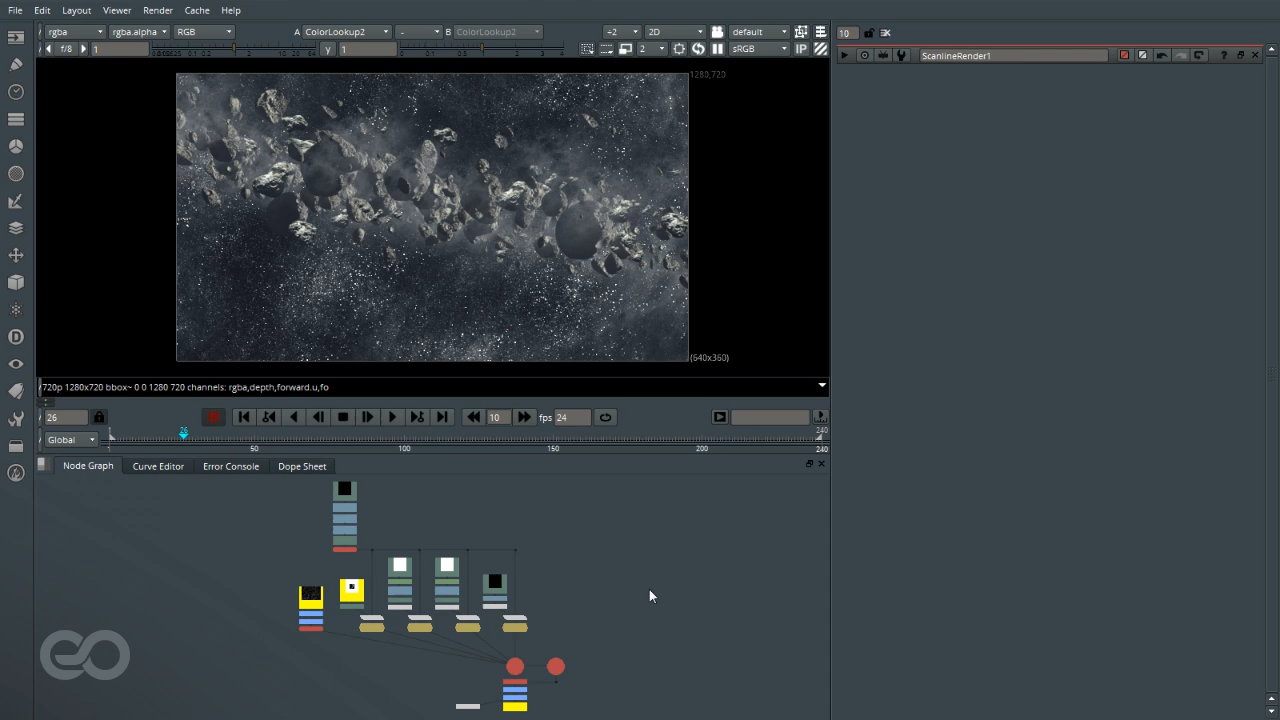 File Edit Layout Viewer Render Cache Help
rgba rgba.alpha RGB A ColorLookup2 - B ColorLookup2 ÷2 2D default
f/8 1 y 1 2 sRGB IP
10
ScanlineRender1
1280,720
(640x360)
720p 1280x720 bbox~ 0 0 1280 720 channels: rgba,depth,forward.u,fo
26 10 fps 24
Global 26 50 100 150 200 240
240
Node Graph Curve Editor Error Console Dope Sheet
eo